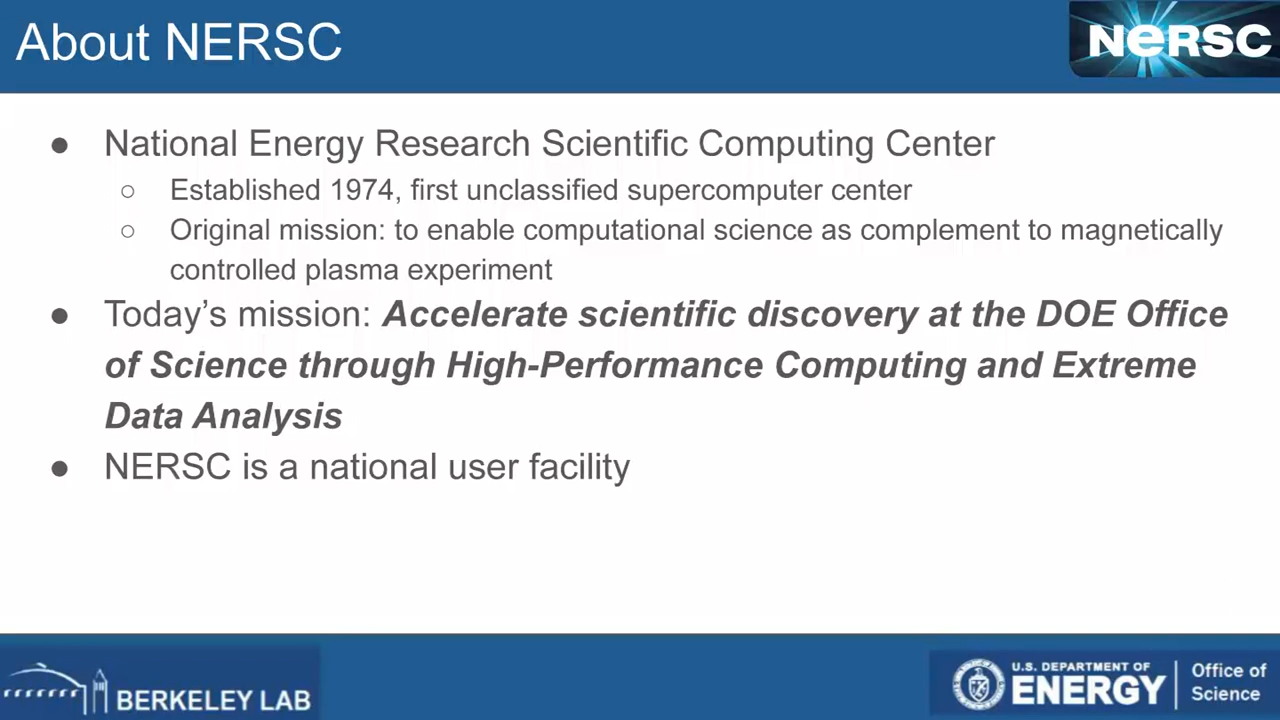 About NERSC
NERSC
● National Energy Research Scientific Computing Center
○ Established 1974, first unclassified supercomputer center
○ Original mission: to enable computational science as complement to magnetically
controlled plasma experiment
● Today’s mission: Accelerate scientific discovery at the DOE Office
of Science through High-Performance Computing and Extreme
Data Analysis
● NERSC is a national user facility
BERKELEY LAB
U.S. DEPARTMENT OF
ENERGY
Office of
Science